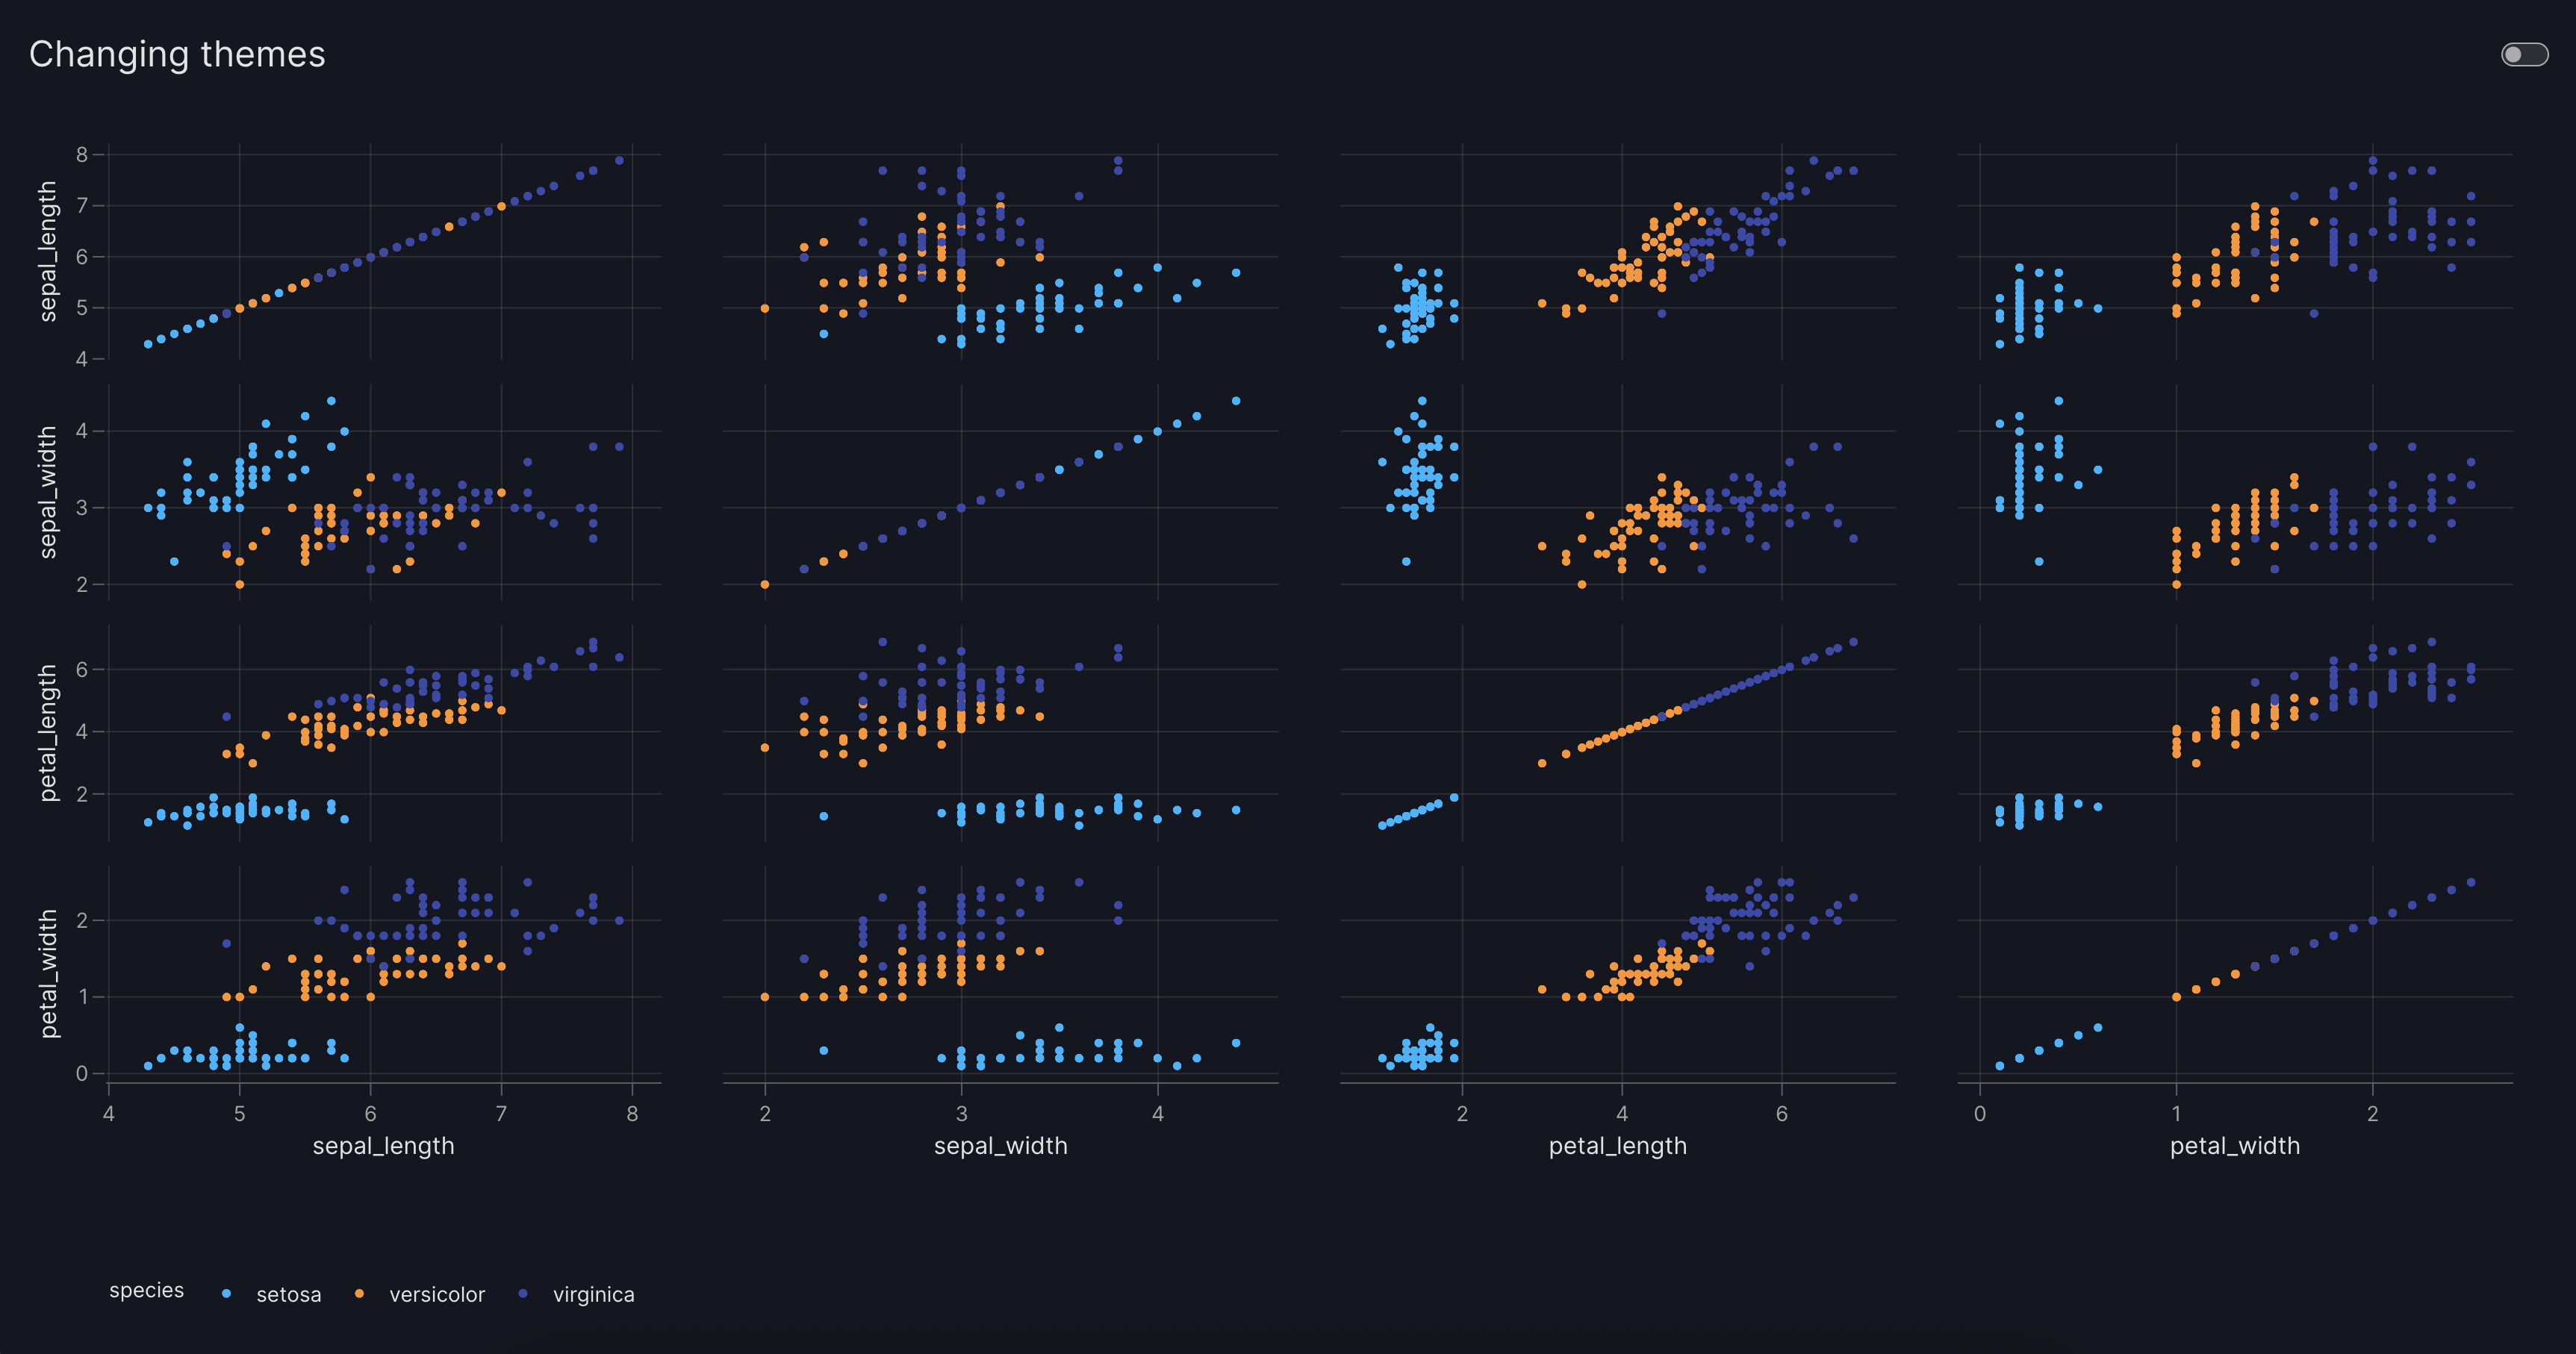 Changing themes
8
7
6
5
4
sepal_length
4
3
2
sepal_width
6
4
2
petal_length
2
1
0
petal_width
4 5 6 7 8
2 3 4
2 4 6
0 1 2
sepal_length
sepal_width
petal_length
petal_width
species setosa versicolor virginica